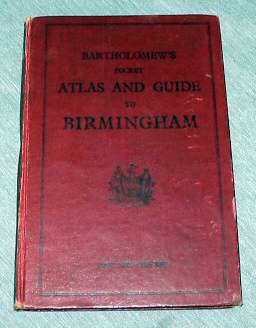 BARTHOLOMEW'S
POCKET
ATLAS AND GUIDE
TO
BIRMINGHAM